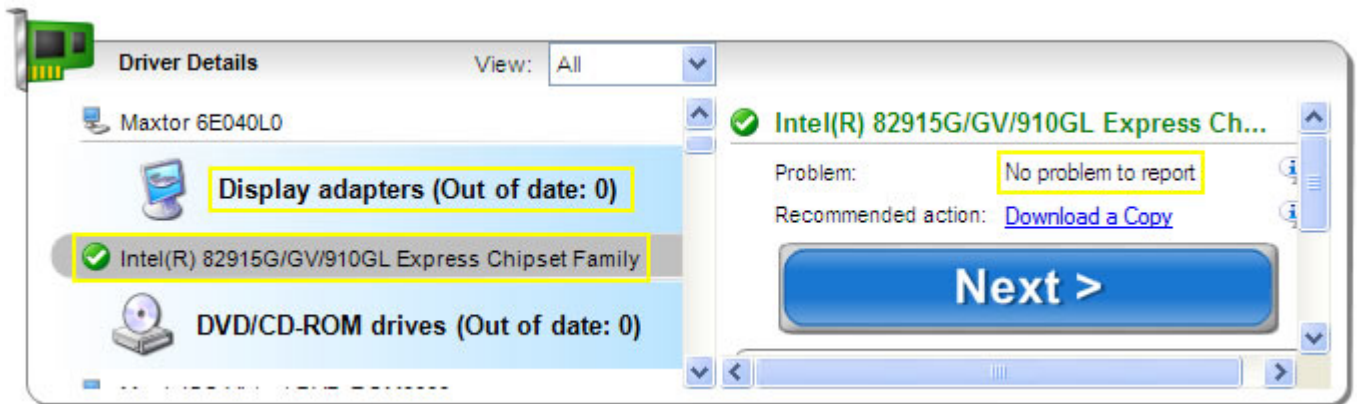 Driver Details
View: All
Maxtor 6E040L0
Display adapters (Out of date: 0)
Intel(R) 82915G/GV/910GL Express Chipset Family
DVD/CD-ROM drives (Out of date: 0)
Intel(R) 82915G/GV/910GL Express Ch...
Problem: No problem to report
Recommended action: Download a Copy
Next >